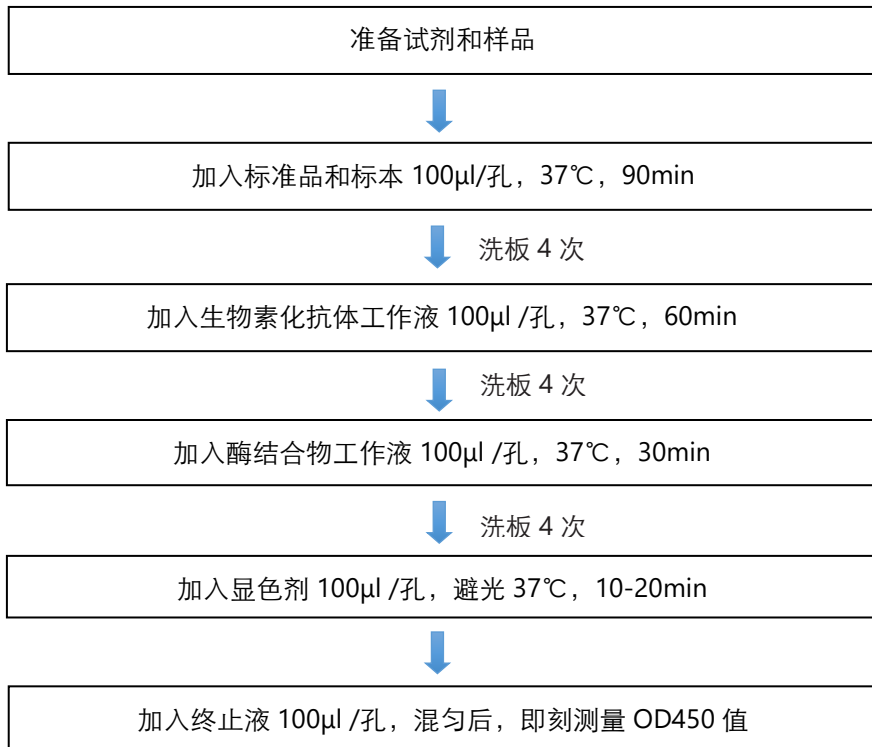 准备试剂和样品
加入标准品和标本 100μl/孔，37℃，90min
洗板 4 次
加入生物素化抗体工作液 100μl /孔，37℃，60min
洗板 4 次
加入酶结合物工作液 100μl /孔，37℃，30min
洗板 4 次
加入显色剂 100μl /孔，避光 37℃，10-20min
加入终止液 100μl /孔，混匀后，即刻测量 OD450 值